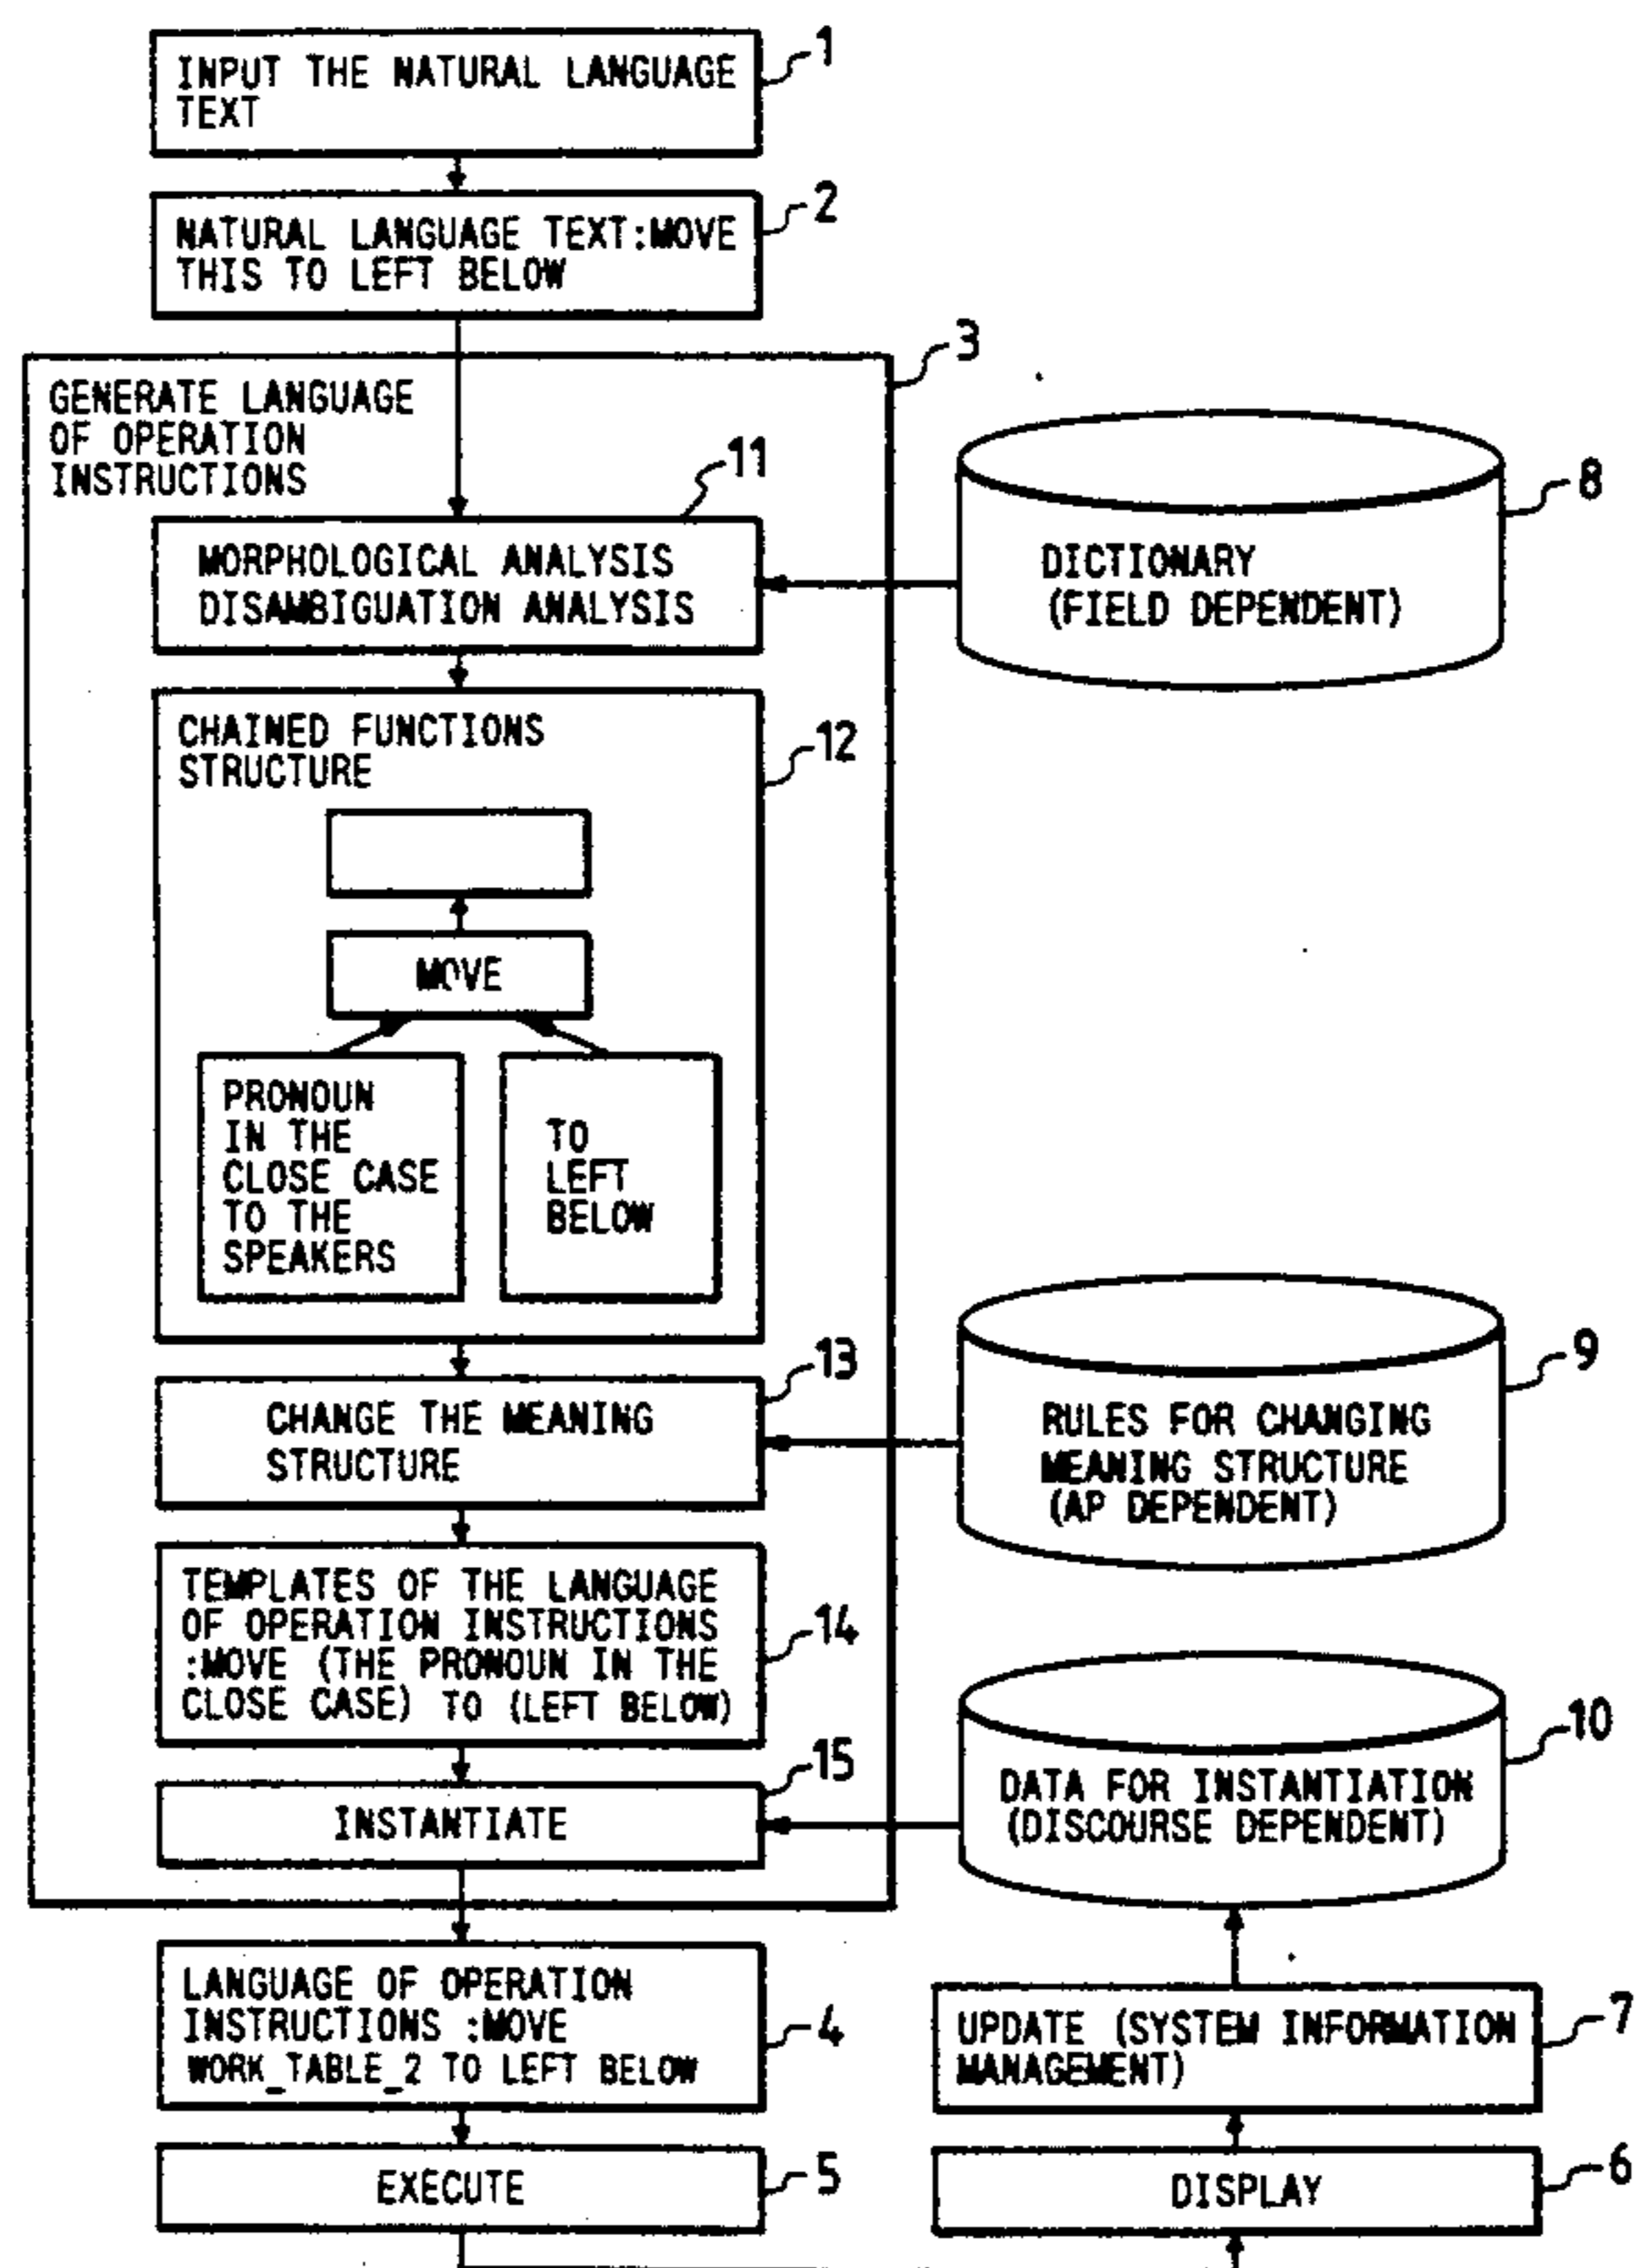 1
INPUT THE NATURAL LANGUAGE
TEXT
2
NATURAL LANGUAGE TEXT:MOVE
THIS TO LEFT BELOW
3
GENERATE LANGUAGE
OF OPERATION
INSTRUCTIONS
11
MORPHOLOGICAL ANALYSIS
DISAMBIGUATION ANALYSIS
8
DICTIONARY
(FIELD DEPENDENT)
12
CHAINED FUNCTIONS
STRUCTURE
MOVE
PRONOUN
IN THE
CLOSE CASE
TO THE
SPEAKERS
TO
LEFT
BELOW
13
CHANGE THE MEANING
STRUCTURE
9
RULES FOR CHANGING
MEANING STRUCTURE
(AP DEPENDENT)
14
TEMPLATES OF THE LANGUAGE
OF OPERATION INSTRUCTIONS
:MOVE (THE PRONOUN IN THE
CLOSE CASE) TO (LEFT BELOW)
15
INSTANTIATE
10
DATA FOR INSTANTIATION
(DISCOURSE DEPENDENT)
4
LANGUAGE OF OPERATION
INSTRUCTIONS :MOVE
WORK_TABLE_2 TO LEFT BELOW
7
UPDATE (SYSTEM INFORMATION
MANAGEMENT)
5
EXECUTE
6
DISPLAY